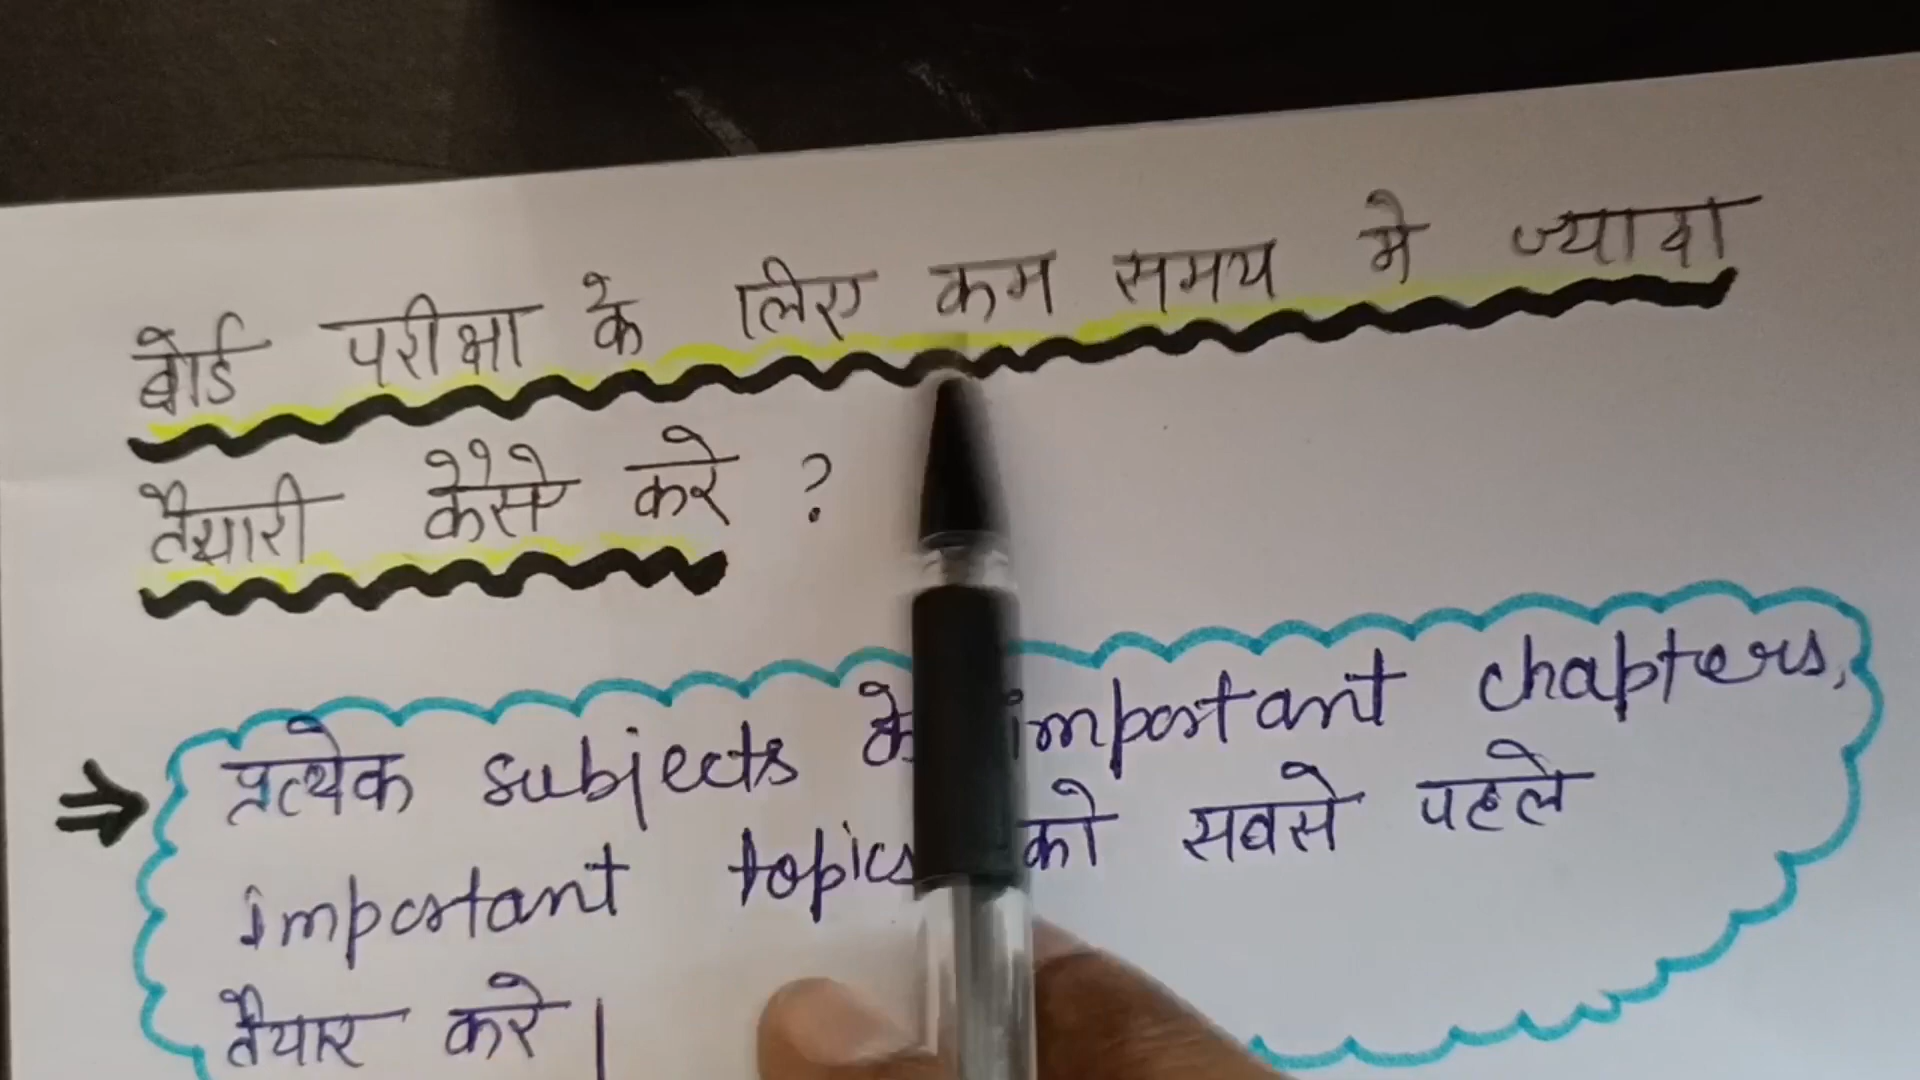 बोर्ड परीक्षा के लिए कम समय मे ज्यादा
तैयारी कैसे करे ?
प्रत्येक subjects के important chapters,
important topics को सबसे पहले
तैयार करे |